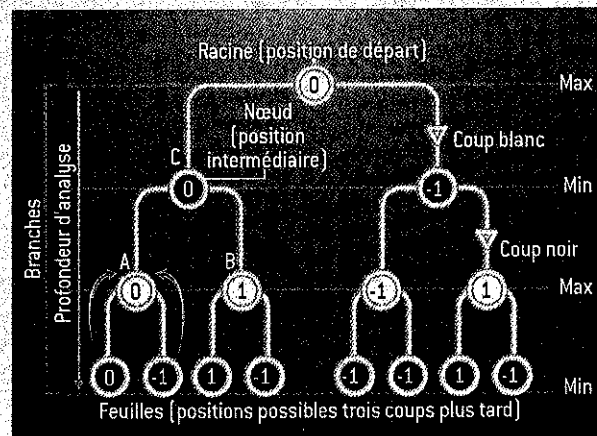 Racine (position de départ)
0
Max
Nœud
(position
intermédiaire)
Coup blanc
C
0
-1
Min
Branches
Profondeur d'analyse
Coup noir
A
B
0
1
-1
1
Max
0
-1
1
-1
-1
-1
1
-1
Min
Feuilles (positions possibles trois coups plus tard)